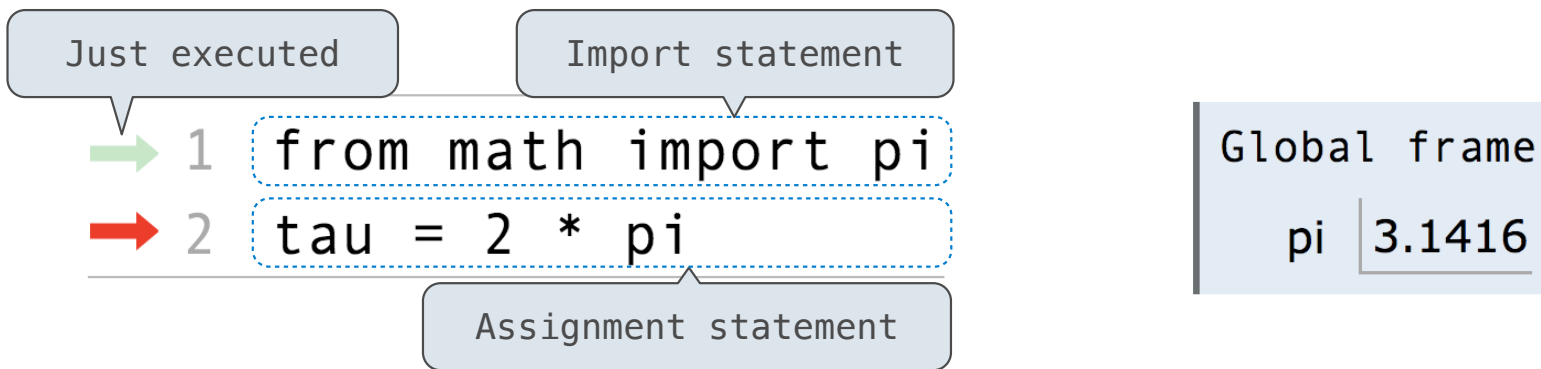 Just executed
Import statement
1 from math import pi
2 tau = 2 * pi
Assignment statement
Global frame
pi 3.1416